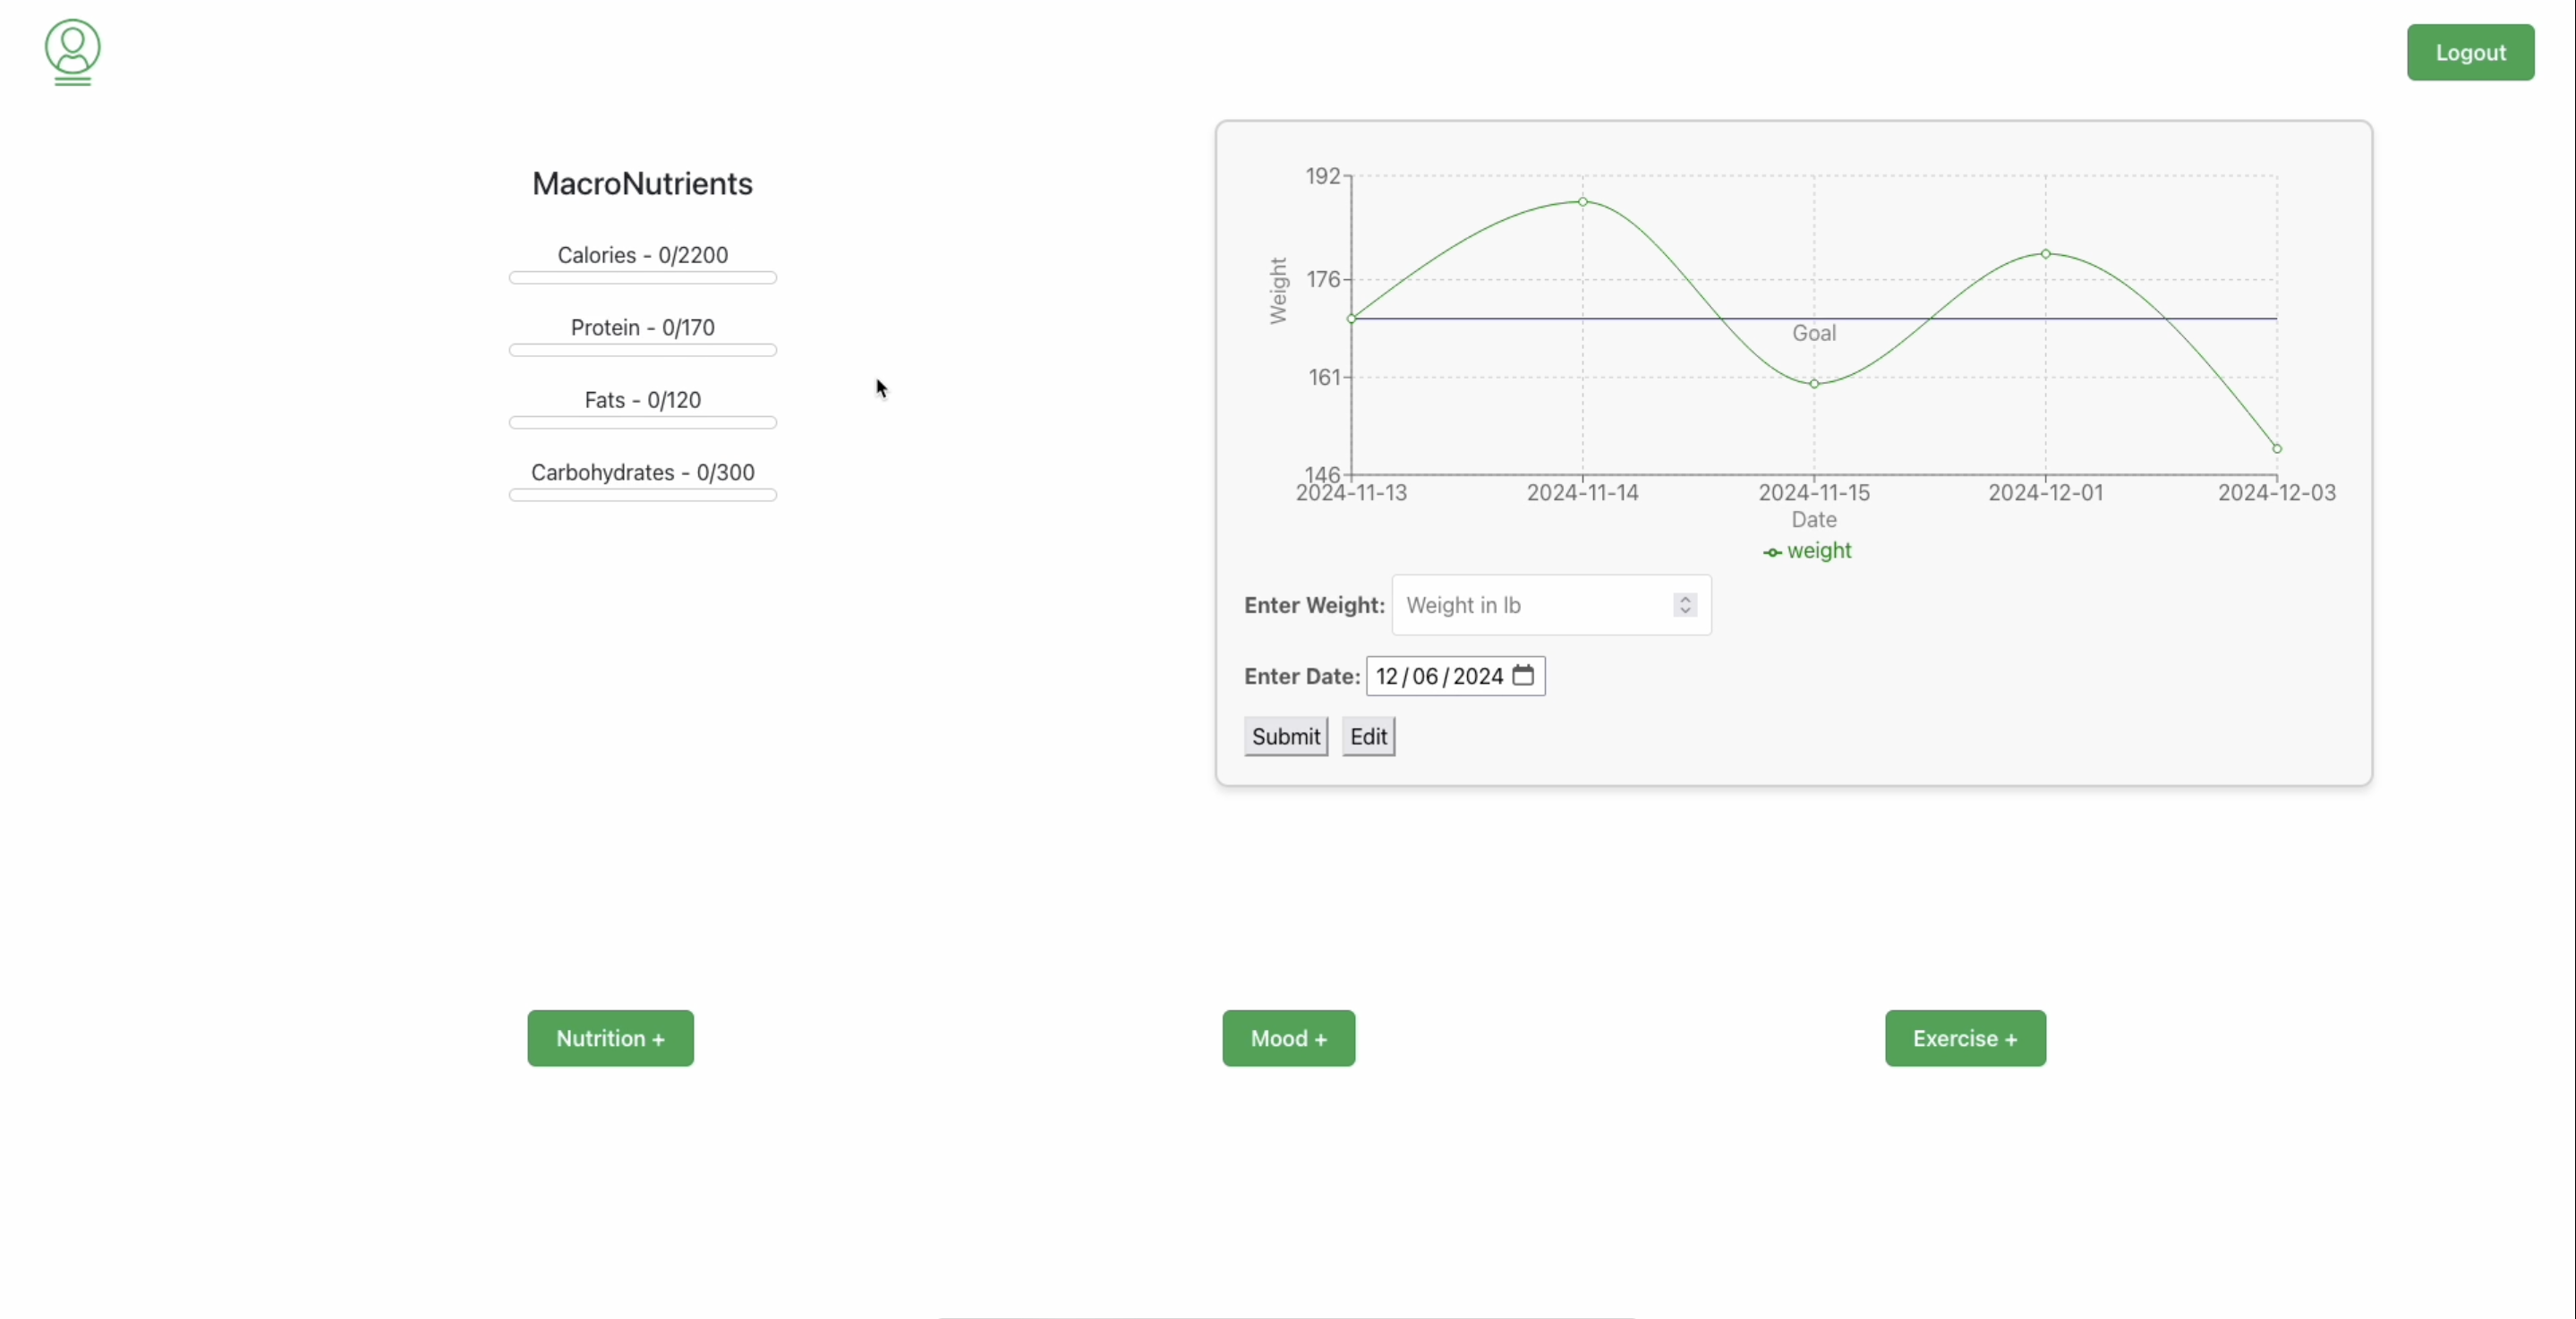 Logout
MacroNutrients
Calories - 0/2200
Protein - 0/170
Fats - 0/120
Carbohydrates - 0/300
192
176
161
146
Weight
Goal
2024-11-13 2024-11-14 2024-11-15 2024-12-01 2024-12-03
Date
weight
Enter Weight: Weight in lb
Enter Date: 12/06/2024
Submit Edit
Nutrition + Mood + Exercise +